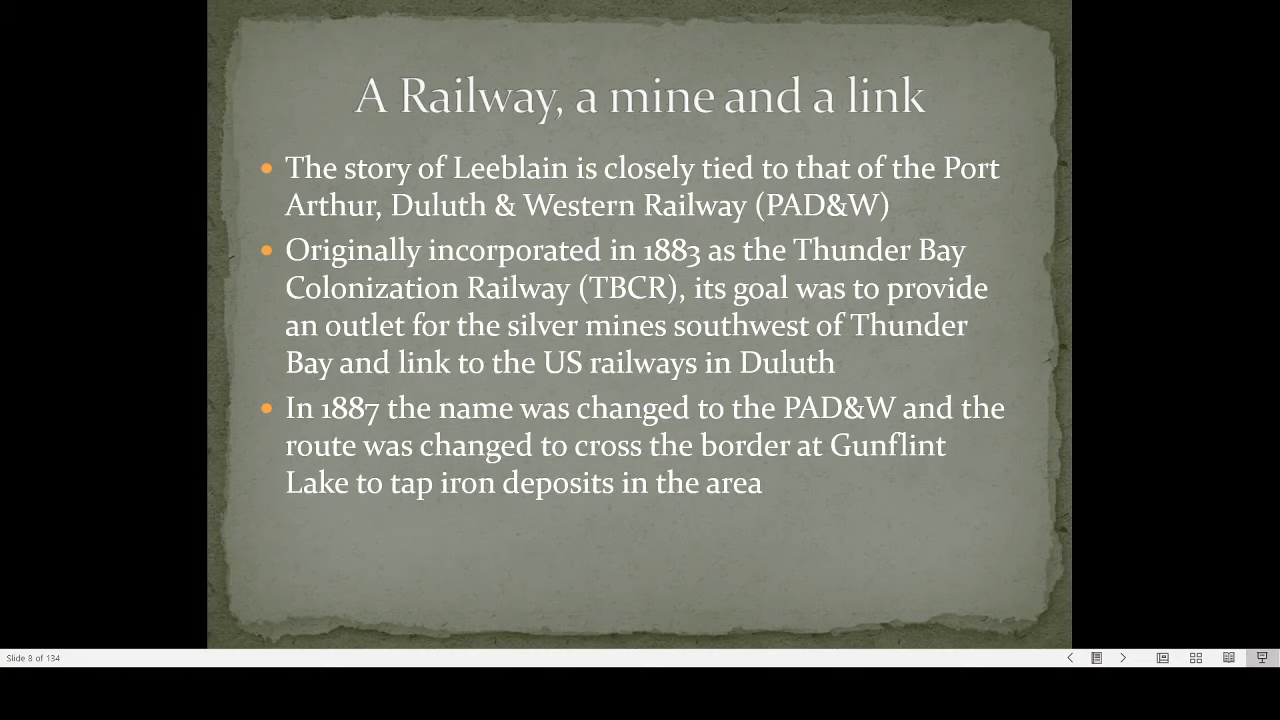 A Railway, a mine and a link
• The story of Leeblain is closely tied to that of the Port
Arthur, Duluth & Western Railway (PAD&W)
• Originally incorporated in 1883 as the Thunder Bay
Colonization Railway (TBCR), its goal was to provide
an outlet for the silver mines southwest of Thunder
Bay and link to the US railways in Duluth
• In 1887 the name was changed to the PAD&W and the
route was changed to cross the border at Gunflint
Lake to tap iron deposits in the area
Slide 8 of 134